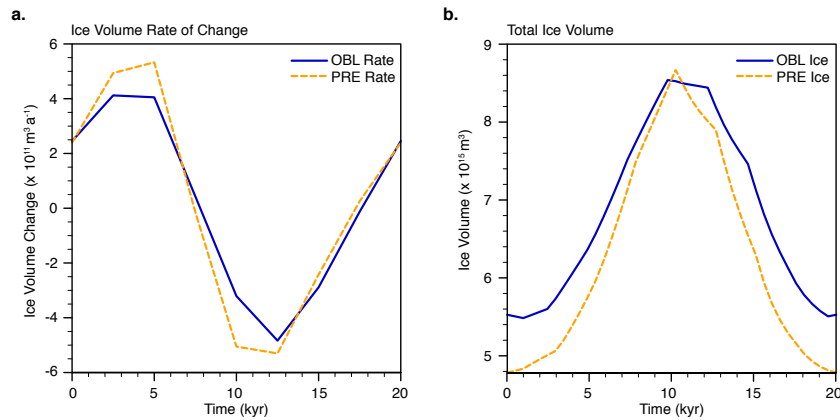 a.
Ice Volume Rate of Change
6
4
2
0
-2
-4
-6
Ice Volume Change (x 10¹¹ m³ a⁻¹)
OBL Rate
PRE Rate
0
5
10
15
20
Time (kyr)
b.
Total Ice Volume
9
8
7
6
5
Ice Volume (x 10¹⁵ m³)
OBL Ice
PRE Ice
0
5
10
15
20
Time (kyr)